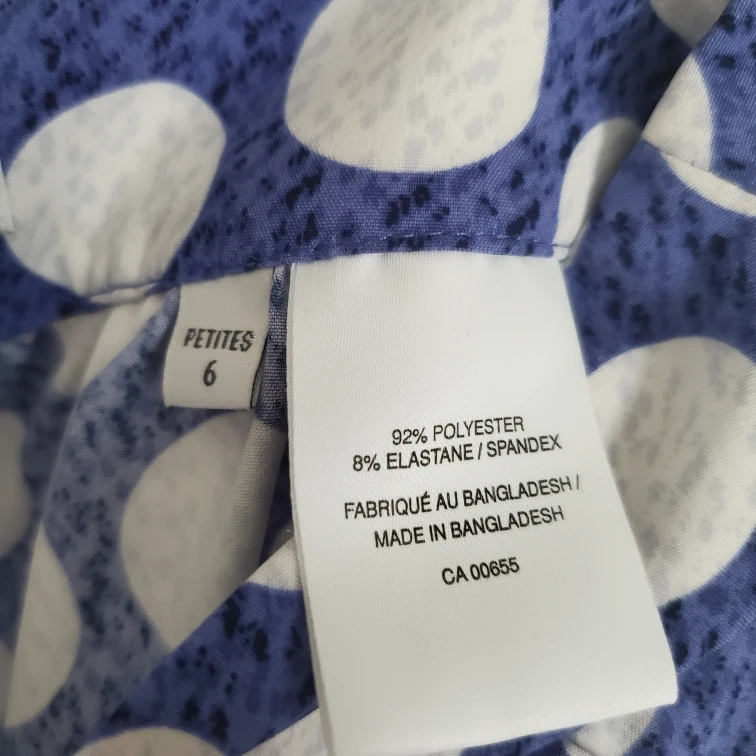 PETITES
6
92% POLYESTER
8% ELASTANE / SPANDEX
FABRIQUÉ AU BANGLADESH /
MADE IN BANGLADESH
CA 00655